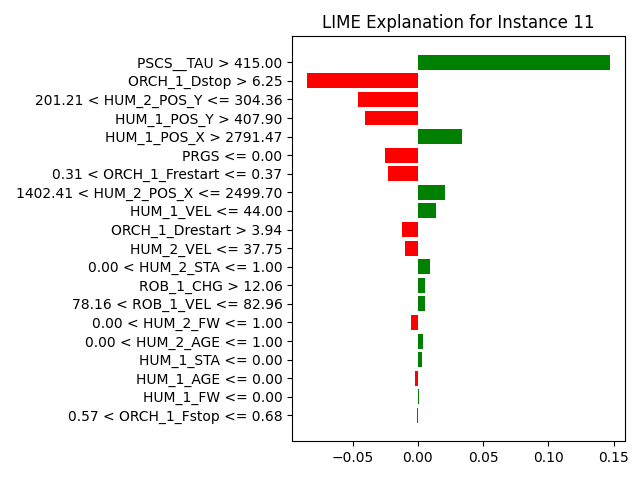 LIME Explanation for Instance 11
PSCS__TAU > 415.00
ORCH_1_Dstop > 6.25
201.21 < HUM_2_POS_Y <= 304.36
HUM_1_POS_Y > 407.90
HUM_1_POS_X > 2791.47
PRGS <= 0.00
0.31 < ORCH_1_Frestart <= 0.37
1402.41 < HUM_2_POS_X <= 2499.70
HUM_1_VEL <= 44.00
ORCH_1_Drestart > 3.94
HUM_2_VEL <= 37.75
0.00 < HUM_2_STA <= 1.00
ROB_1_CHG > 12.06
78.16 < ROB_1_VEL <= 82.96
0.00 < HUM_2_FW <= 1.00
0.00 < HUM_2_AGE <= 1.00
HUM_1_STA <= 0.00
HUM_1_AGE <= 0.00
HUM_1_FW <= 0.00
0.57 < ORCH_1_Fstop <= 0.68
−0.05 0.00 0.05 0.10 0.15